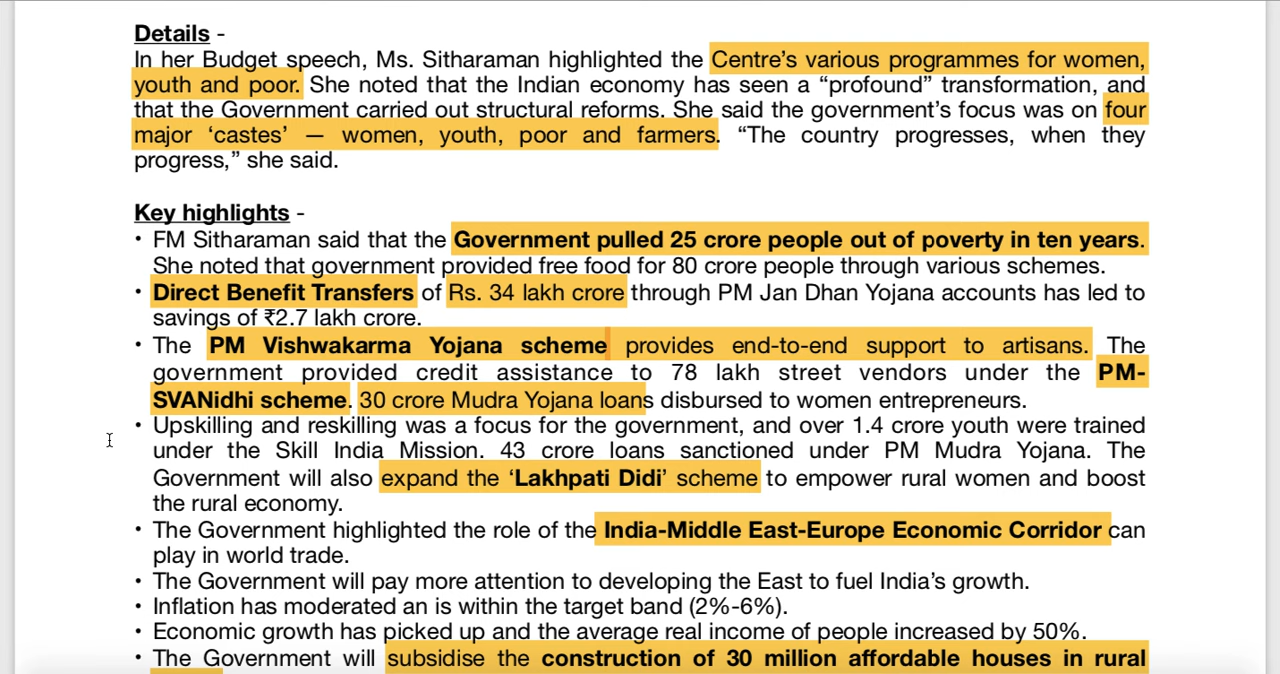 Details -
In her Budget speech, Ms. Sitharaman highlighted the Centre’s various programmes for women,
youth and poor. She noted that the Indian economy has seen a “profound” transformation, and
that the Government carried out structural reforms. She said the government’s focus was on four
major ‘castes’ — women, youth, poor and farmers. “The country progresses, when they
progress,” she said.
Key highlights -
• FM Sitharaman said that the Government pulled 25 crore people out of poverty in ten years.
She noted that government provided free food for 80 crore people through various schemes.
• Direct Benefit Transfers of Rs. 34 lakh crore through PM Jan Dhan Yojana accounts has led to
savings of ₹2.7 lakh crore.
• The PM Vishwakarma Yojana scheme provides end-to-end support to artisans. The
government provided credit assistance to 78 lakh street vendors under the PM-
SVANidhi scheme. 30 crore Mudra Yojana loans disbursed to women entrepreneurs.
• Upskilling and reskilling was a focus for the government, and over 1.4 crore youth were trained
under the Skill India Mission. 43 crore loans sanctioned under PM Mudra Yojana. The
Government will also expand the ‘Lakhpati Didi’ scheme to empower rural women and boost
the rural economy.
• The Government highlighted the role of the India-Middle East-Europe Economic Corridor can
play in world trade.
• The Government will pay more attention to developing the East to fuel India’s growth.
• Inflation has moderated an is within the target band (2%-6%).
• Economic growth has picked up and the average real income of people increased by 50%.
• The Government will subsidise the construction of 30 million affordable houses in rural